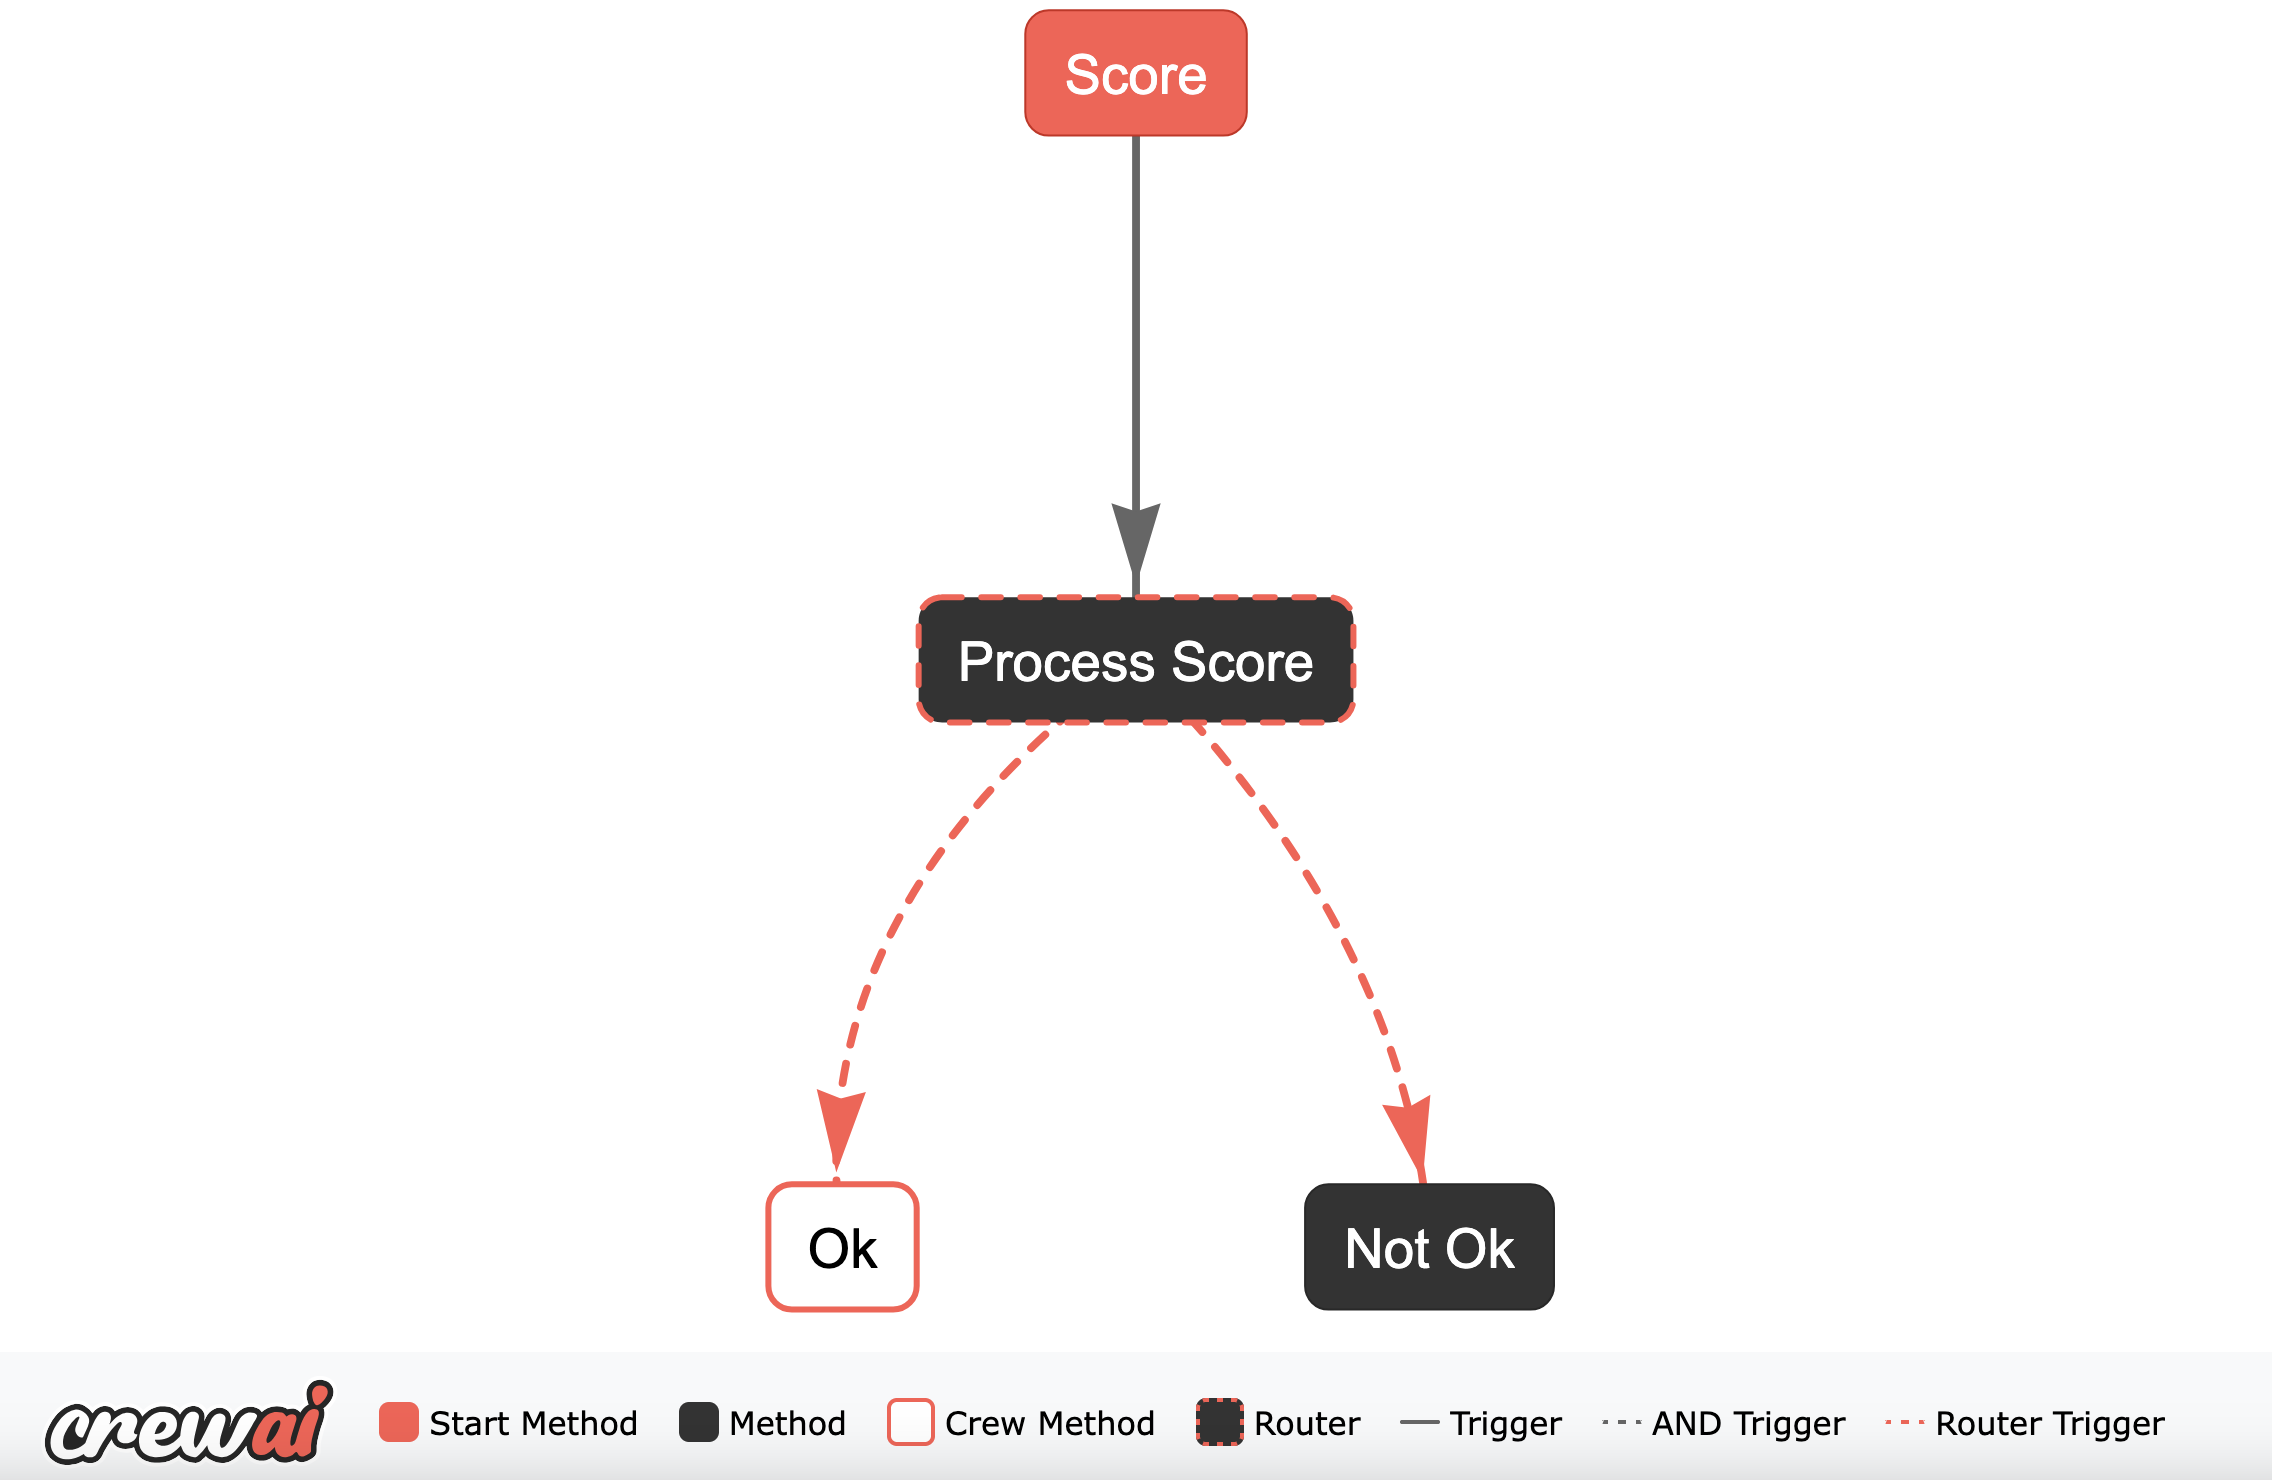 Score
Process Score
Ok
Not Ok
crewai
Start Method
Method
Crew Method
Router
Trigger
AND Trigger
Router Trigger